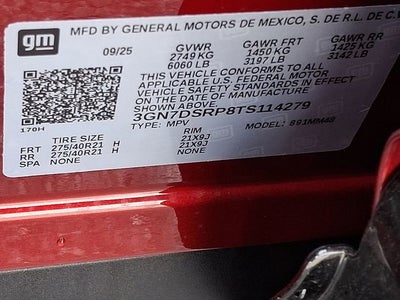 MFD BY GENERAL MOTORS DE MEXICO, S. DE R.L. DE C.V
gm
09/25 GVWR GAWR FRT GAWR RR
2749 KG 1450 KG 1425 KG
6060 LB 3197 LB 3142 LB
THIS VEHICLE CONFORMS TO ALL
APPLICABLE U.S. FEDERAL MOTOR
VEHICLE SAFETY STANDARDS IN EFFECT
ON THE DATE OF MANUFACTURE
SHOWN ABOVE.
3GN7DSRP8TS114279
170H
TYPE: MPV MODEL: 891MM48
TIRE SIZE RIM
FRT 275/40R21 H 21X9J
RR 275/40R21 H 21X9J
SPA NONE NONE